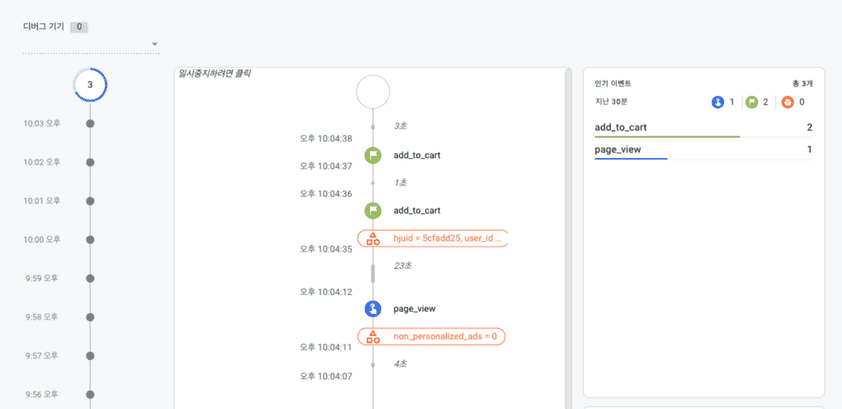 디버그 기기 0
3
10:03 오후
10:02 오후
10:01 오후
10:00 오후
9:59 오후
9:58 오후
9:57 오후
9:56 오후
일시중지하려면 클릭
3초
오후 10:04:38
add_to_cart
오후 10:04:37
1초
오후 10:04:36
add_to_cart
hjuid = 5cfadd25, user_id ...
오후 10:04:35
23초
오후 10:04:12
page_view
non_personalized_ads = 0
오후 10:04:11
4초
오후 10:04:07
인기 이벤트 총 3개
지난 30분 1 2 0
add_to_cart 2
page_view 1